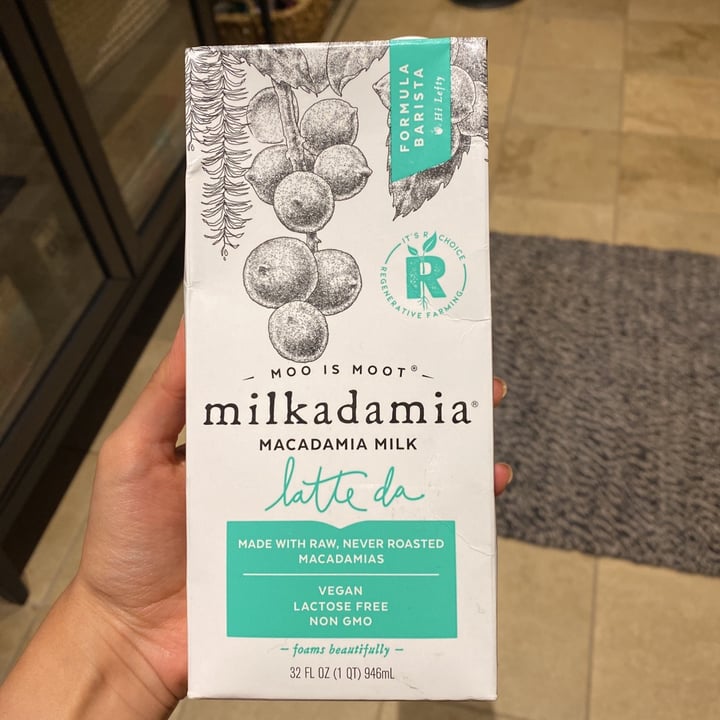 FORMULA
BARISTA
Hi Lefty
IT'S R CHOICE
REGENERATIVE FARMING
R
MOO IS MOOT®
milkadamia®
MACADAMIA MILK
latte da
MADE WITH RAW, NEVER ROASTED
MACADAMIAS
VEGAN
LACTOSE FREE
NON GMO
– foams beautifully –
32 FL OZ (1 QT) 946mL